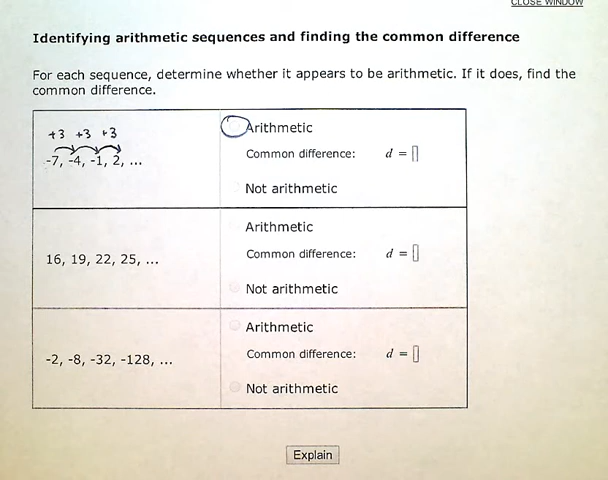 CLOSE WINDOW
Identifying arithmetic sequences and finding the common difference
For each sequence, determine whether it appears to be arithmetic. If it does, find the
common difference.
+3 +3 +3
-7, -4, -1, 2, ...
Arithmetic
Common difference: d =
Not arithmetic
16, 19, 22, 25, ...
Arithmetic
Common difference: d =
Not arithmetic
-2, -8, -32, -128, ...
Arithmetic
Common difference: d =
Not arithmetic
Explain